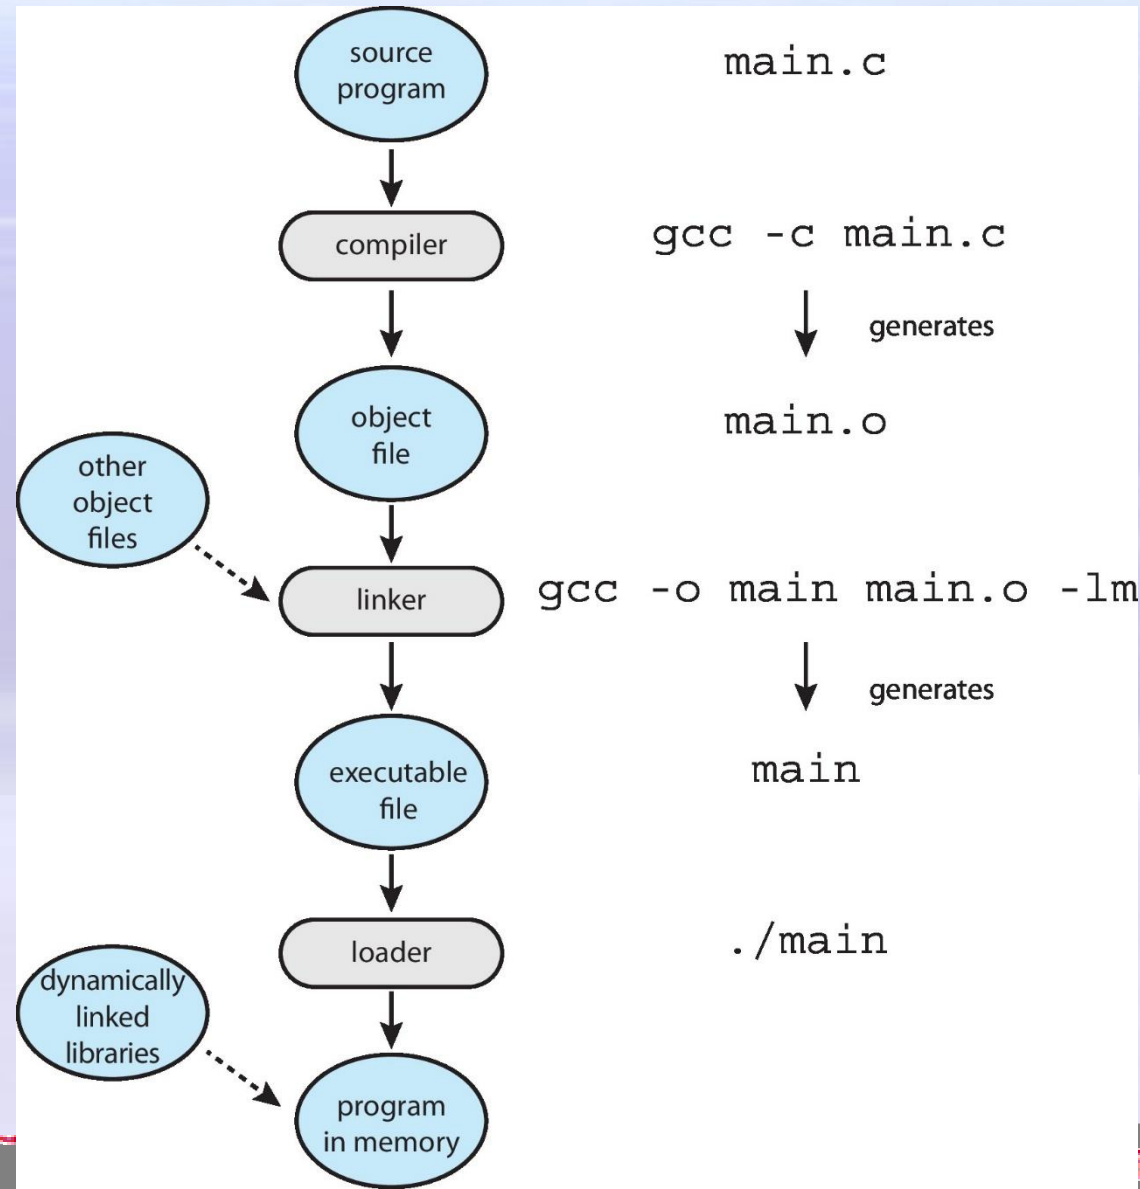 source
program
main.c
compiler
gcc -c main.c
generates
object
file
main.o
other
object
files
linker
gcc -o main main.o -lm
generates
executable
file
main
loader
./main
dynamically
linked
libraries
program
in memory